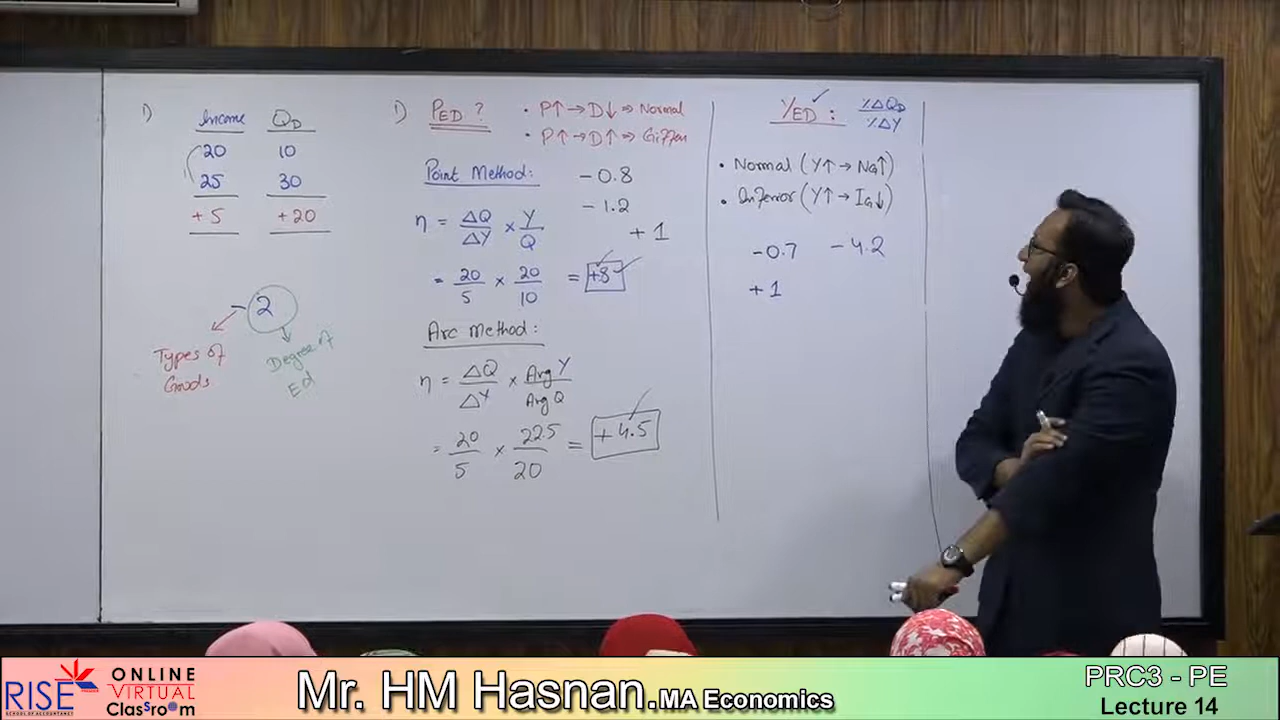 1)
Income QD
20 10
25 30
+5 +20
- 2
Types of Goods
Degree of Ed
1) PED ?
• P↑ → D↓ ⇒ Normal
• P↑ → D↑ ⇒ Giffen
Point Method:
η = ΔQ/ΔY × Y/Q
= 20/5 × 20/10 = +8
-0.8
-1.2
+1
Arc Method:
η = ΔQ/ΔY × Avg Y/Avg Q
= 20/5 × 22.5/20 = +4.5
YED ✓ : %ΔQD/%ΔY
• Normal (Y↑ → NG↑)
• Inferior (Y↑ → IG↓)
-0.7 -4.2
+1
RISE
SCHOOL OF ACCOUNTANCY
ONLINE
VIRTUAL
ClassrOOm
Mr. HM Hasnan.MA Economics
PRC3 - PE
Lecture 14